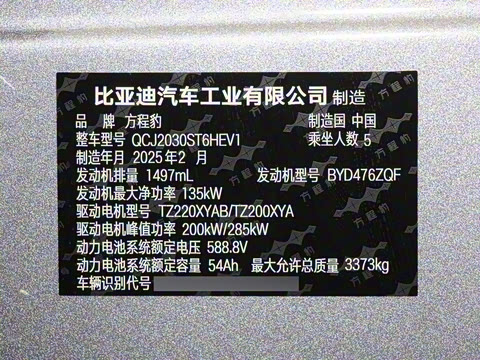 比亚迪汽车工业有限公司 制造
品 牌 方程豹 制造国 中国
整车型号 QCJ2030ST6HEV1 乘坐人数 5
制造年月 2025年2 月
发动机排量 1497mL 发动机型号 BYD476ZQF
发动机最大净功率 135kW
驱动电机型号 TZ220XYAB/TZ200XYA
驱动电机峰值功率 200kW/285kW
动力电池系统额定电压 588.8V
动力电池系统额定容量 54Ah 最大允许总质量 3373kg
车辆识别代号